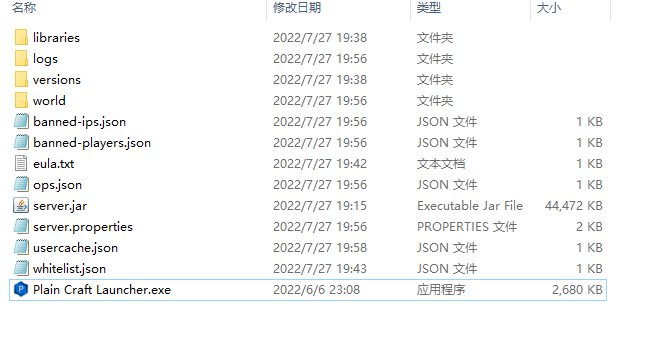 名称 修改日期 类型 大小
libraries 2022/7/27 19:38 文件夹
logs 2022/7/27 19:56 文件夹
versions 2022/7/27 19:38 文件夹
world 2022/7/27 19:56 文件夹
banned-ips.json 2022/7/27 19:56 JSON 文件 1 KB
banned-players.json 2022/7/27 19:56 JSON 文件 1 KB
eula.txt 2022/7/27 19:42 文本文档 1 KB
ops.json 2022/7/27 19:56 JSON 文件 1 KB
server.jar 2022/7/27 19:15 Executable Jar File 44,472 KB
server.properties 2022/7/27 19:56 PROPERTIES 文件 2 KB
usercache.json 2022/7/27 19:58 JSON 文件 1 KB
whitelist.json 2022/7/27 19:43 JSON 文件 1 KB
Plain Craft Launcher.exe 2022/6/6 23:08 应用程序 2,680 KB